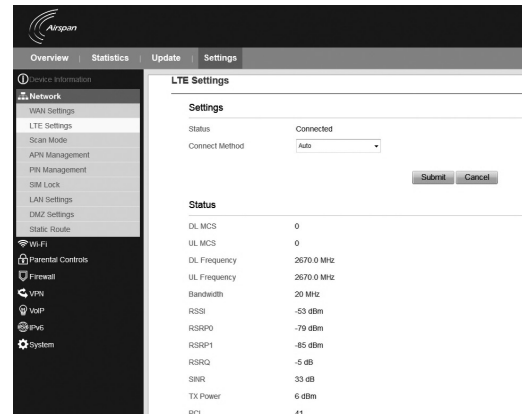 Airspan
Overview | Statistics | Update | Settings
Device Information
Network
WAN Settings
LTE Settings
Scan Mode
APN Management
PIN Management
SIM Lock
LAN Settings
DMZ Settings
Static Route
Wi-Fi
Parental Controls
Firewall
VPN
VoIP
IPv6
System
LTE Settings
Settings
Status Connected
Connect Method Auto
Submit Cancel
Status
DL MCS 0
UL MCS 0
DL Frequency 2670.0 MHz
UL Frequency 2670.0 MHz
Bandwidth 20 MHz
RSSI -53 dBm
RSRP0 -79 dBm
RSRP1 -85 dBm
RSRQ -5 dB
SINR 33 dB
TX Power 6 dBm
PCI 41